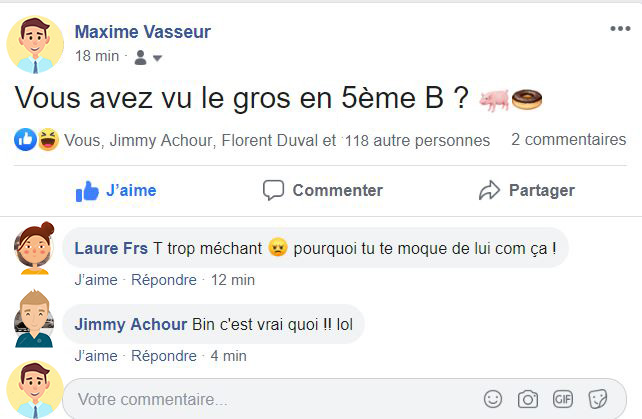 Maxime Vasseur
18 min ·
Vous avez vu le gros en 5ème B ? 🐖🍩
Vous, Jimmy Achour, Florent Duval et 118 autre personnes 2 commentaires
J'aime Commenter Partager
Laure Frs T trop méchant 😠 pourquoi tu te moque de lui com ça !
J'aime · Répondre · 12 min
Jimmy Achour Bin c'est vrai quoi !! lol
J'aime · Répondre · 4 min
Votre commentaire... GIF